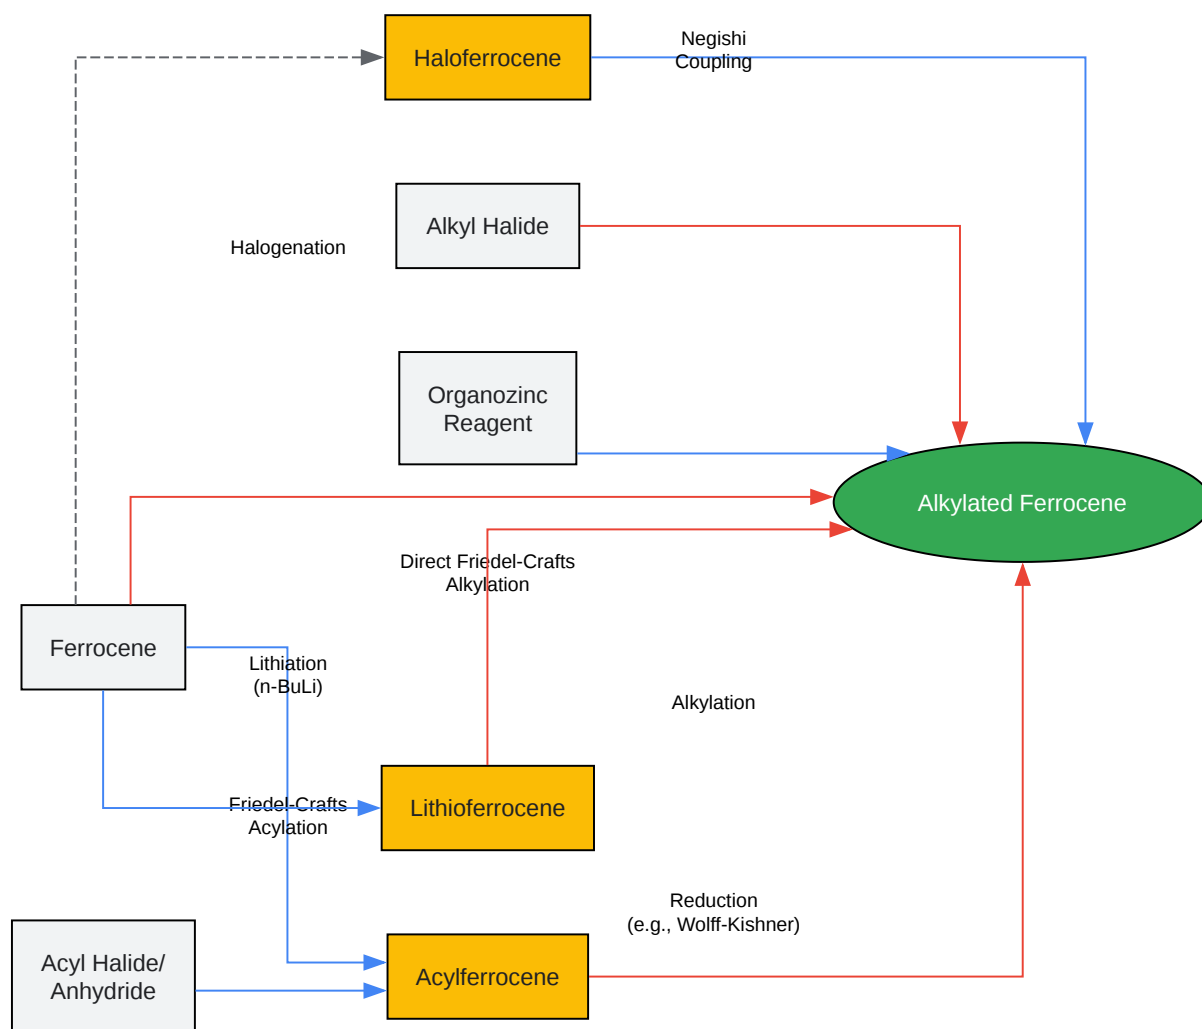 Haloferrocene
Negishi
Coupling
Alkyl Halide
Halogenation
Organozinc
Reagent
Alkylated Ferrocene
Direct Friedel-Crafts
Alkylation
Ferrocene
Lithiation
(n-BuLi)
Alkylation
Friedel-Crafts
Acylation
Lithioferrocene
Reduction
(e.g., Wolff-Kishner)
Acyl Halide/
Anhydride
Acylferrocene